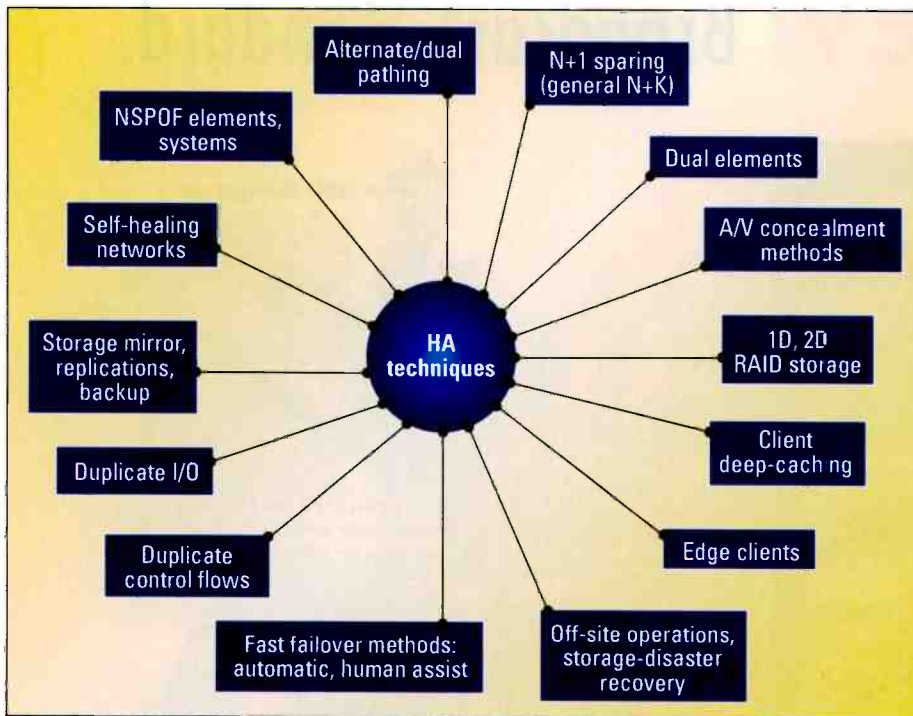 Alternate/dual
pathing
N+1 sparing
(general N+K)
NSPOF elements,
systems
Dual elements
Self-healing
networks
A/V concealment
methods
HA
techniques
Storage mirror,
replications,
backup
1D, 2D
RAID storage
Duplicate I/O
Client
deep-caching
Duplicate
control flows
Edge clients
Fast failover methods:
automatic, human assist
Off-site operations,
storage-disaster
recovery